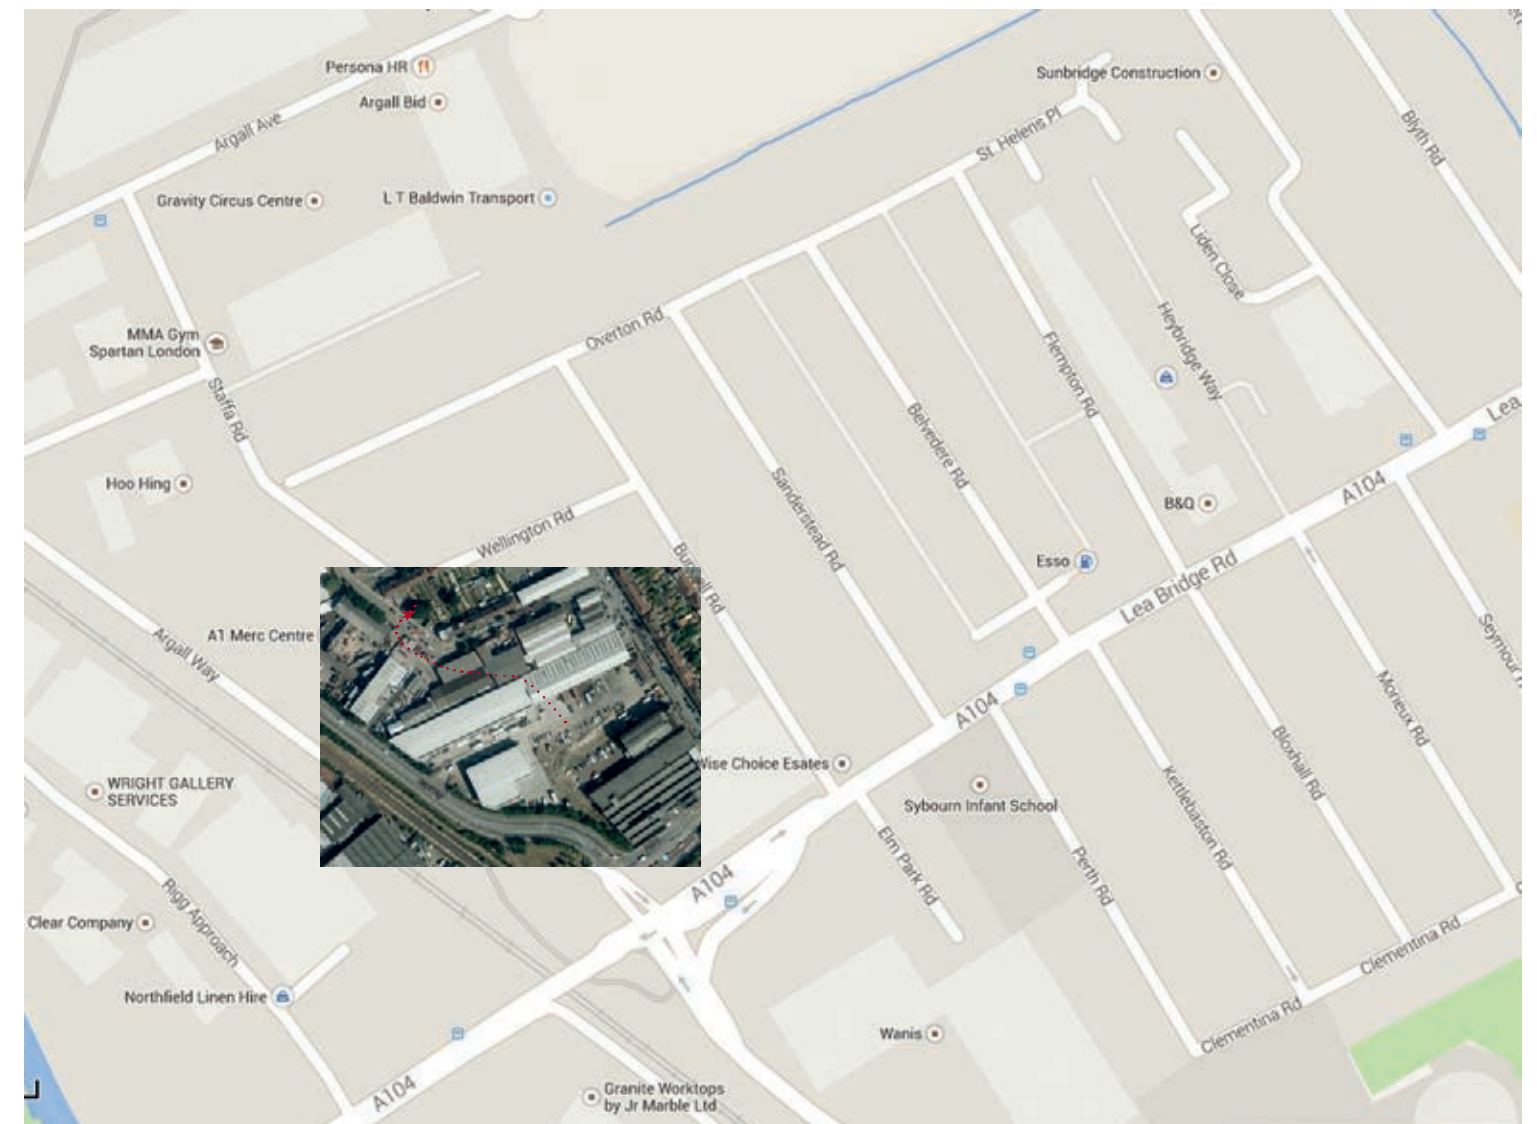 Persona HR
Argall Bid
Sunbridge Construction
Argall Ave
St. Helens Pl
Blyth Rd
Gravity Circus Centre
L T Baldwin Transport
Liden Close
MMA Gym
Spartan London
Overton Rd
Heybridge Way
Flempton Rd
Staffa Rd
Belvedere Rd
Lea
Hoo Hing
Sanderstead Rd
A104
B&Q
Wellington Rd
Esso
Lea Bridge Rd
A1 Merc Centre
Argall Way
Seymour R
A104
Morieux Rd
Wise Choice Esates
Bloxhall Rd
WRIGHT GALLERY
SERVICES
Sybourn Infant School
Kettlebaston Rd
Elm Park Rd
Perth Rd
A104
Clear Company
Rigg Approach
Clementina Rd
Northfield Linen Hire
Clementina Rd
Wanis
A104
Granite Worktops
by Jr Marble Ltd